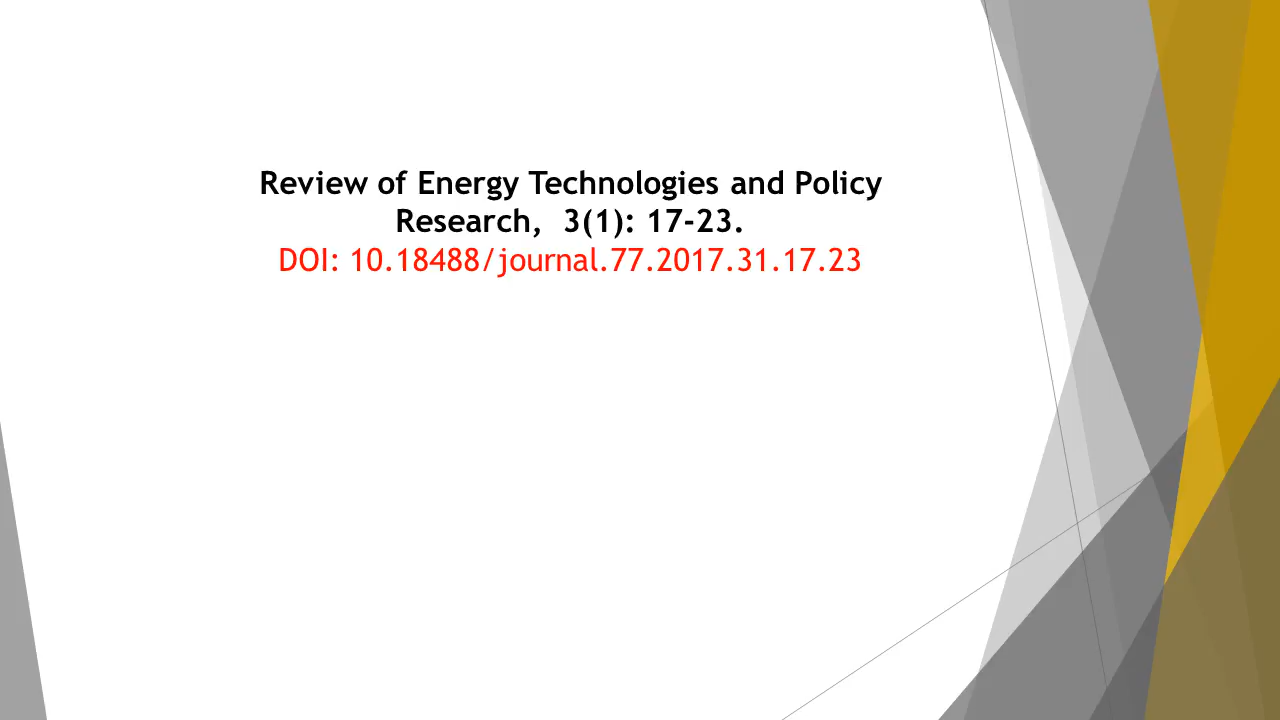 Review of Energy Technologies and Policy
Research,  3(1): 17-23.
DOI: 10.18488/journal.77.2017.31.17.23